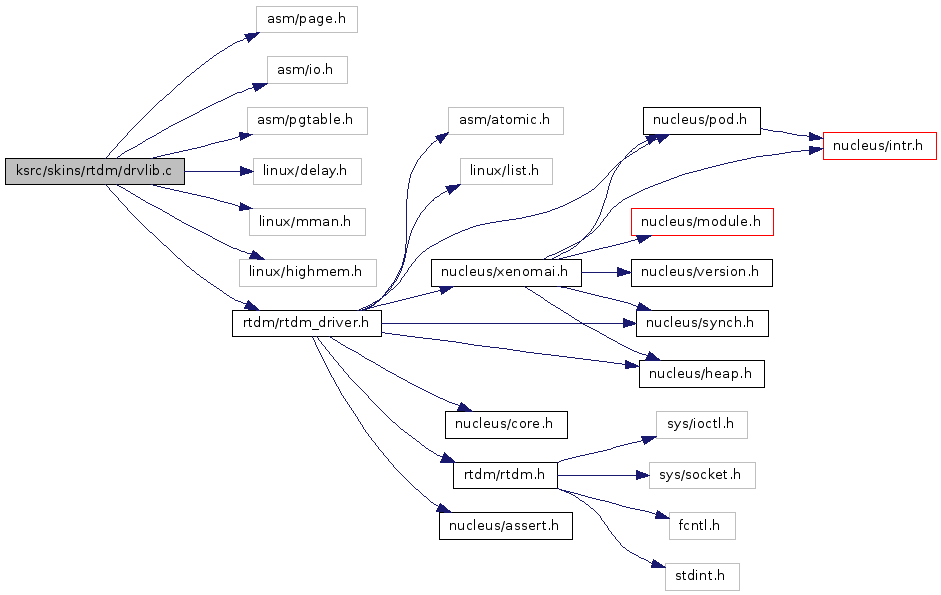 asm/page.h
asm/io.h
asm/pgtable.h
asm/atomic.h
nucleus/pod.h
nucleus/intr.h
ksrc/skins/rtdm/drvlib.c
linux/delay.h
linux/list.h
linux/mman.h
nucleus/module.h
linux/highmem.h
nucleus/xenomai.h
nucleus/version.h
rtdm/rtdm_driver.h
nucleus/synch.h
nucleus/heap.h
nucleus/core.h
sys/ioctl.h
rtdm/rtdm.h
sys/socket.h
nucleus/assert.h
fcntl.h
stdint.h